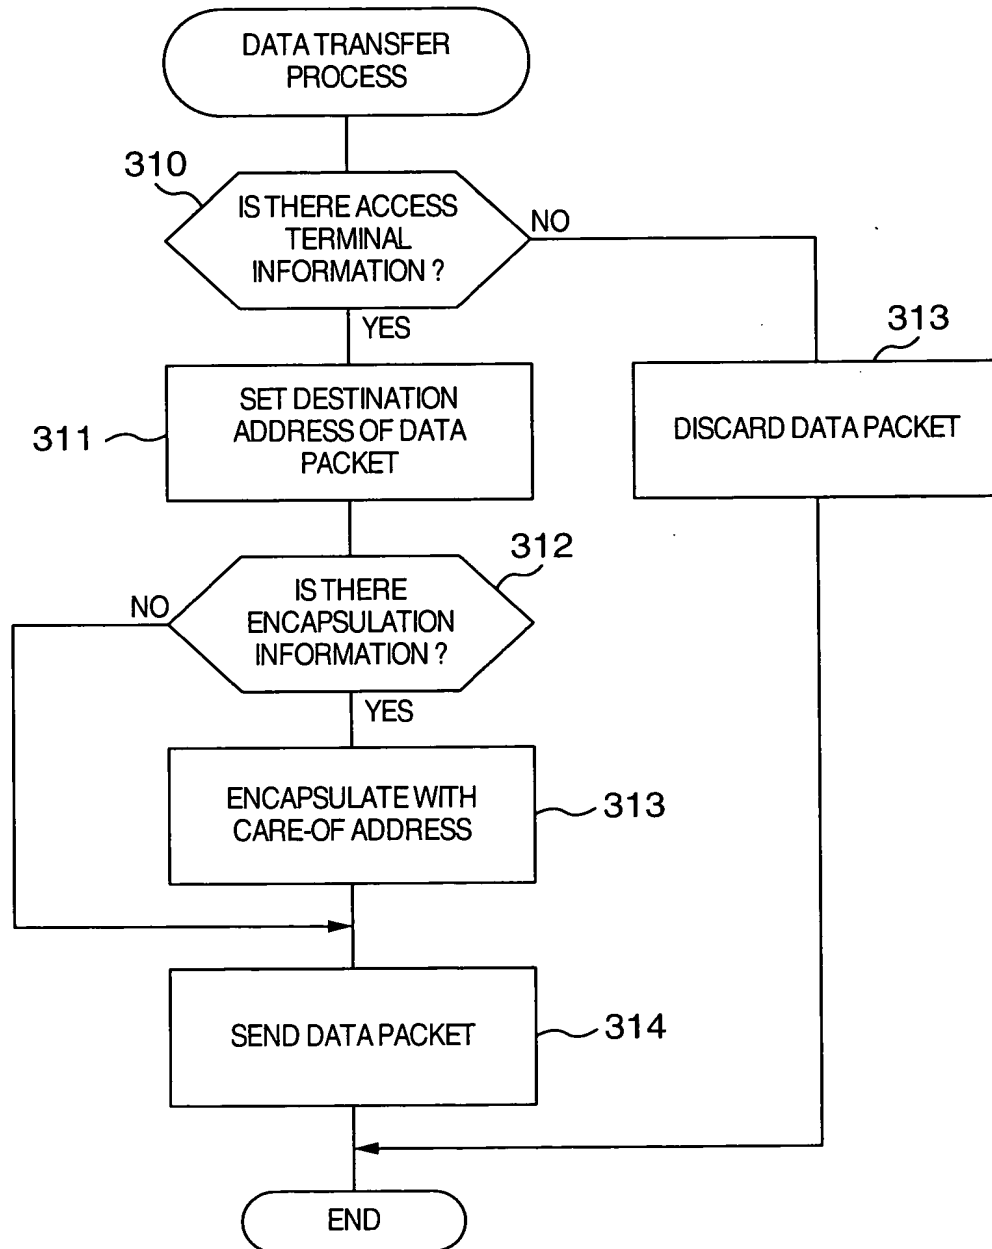 DATA TRANSFER
PROCESS
310
IS THERE ACCESS
TERMINAL
INFORMATION ?
NO
YES
313
SET DESTINATION
ADDRESS OF DATA
PACKET
311
DISCARD DATA PACKET
312
IS THERE
ENCAPSULATION
INFORMATION ?
NO
YES
ENCAPSULATE WITH
CARE-OF ADDRESS
313
SEND DATA PACKET
314
END